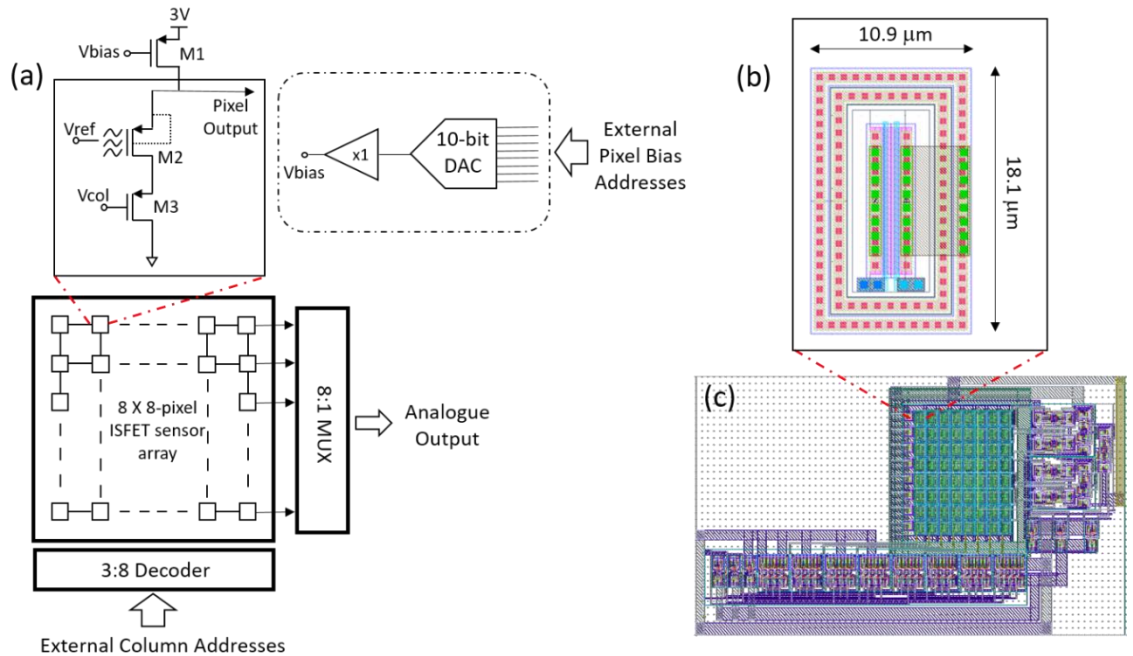 (a)
3V
Vbias
M1
Pixel
Output
Vref
M2
Vcol
M3
Vbias
x1
10-bit
DAC
External
Pixel Bias
Addresses
8 X 8-pixel
ISFET sensor
array
8:1 MUX
Analogue
Output
3:8 Decoder
External Column Addresses
(b)
10.9 μm
18.1 μm
(c)